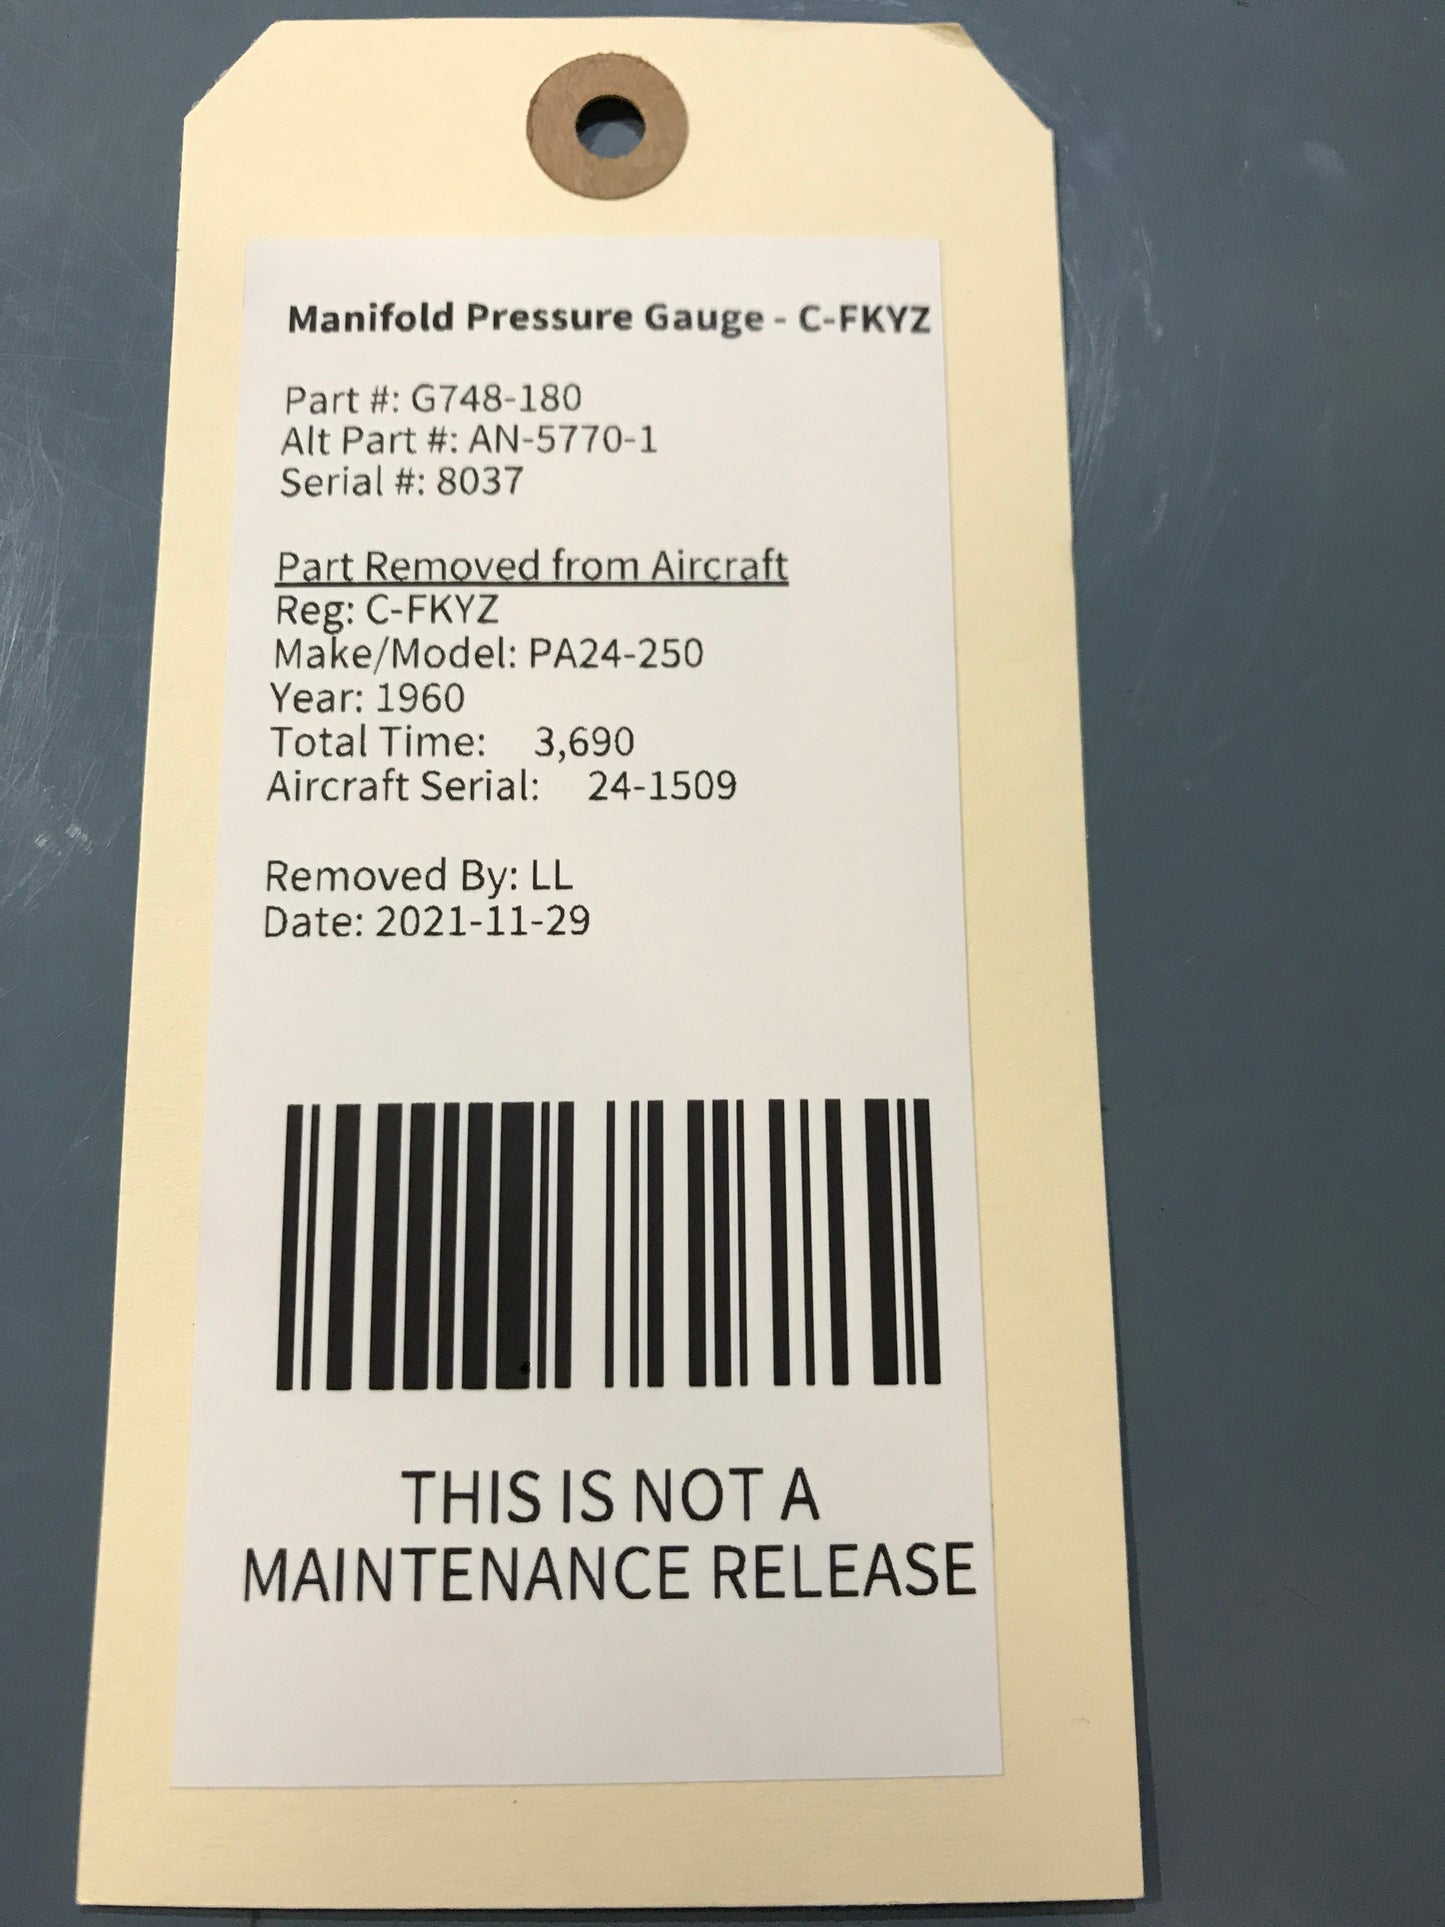 Manifold Pressure Gauge - C-FKYZ
Part #: G748-180
Alt Part #: AN-5770-1
Serial #: 8037
Part Removed from Aircraft
Reg: C-FKYZ
Make/Model: PA24-250
Year: 1960
Total Time: 3,690
Aircraft Serial: 24-1509
Removed By: LL
Date: 2021-11-29
THIS IS NOT A
MAINTENANCE RELEASE